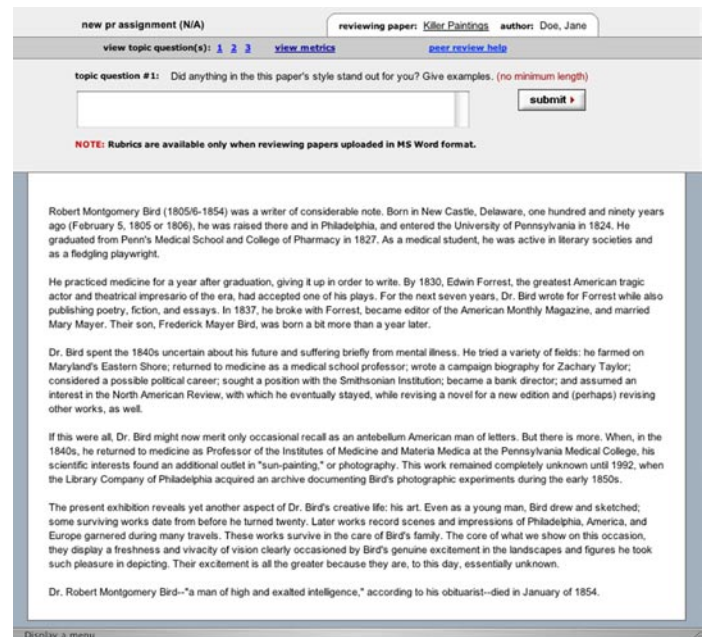 new pr assignment (N/A)
reviewing paper: Killer Paintings author: Doe, Jane
view topic question(s): 1 2 3 view metrics peer review help
topic question #1: Did anything in the this paper's style stand out for you? Give examples. (no minimum length)
submit
NOTE: Rubrics are available only when reviewing papers uploaded in MS Word format.
Robert Montgomery Bird (1805/6-1854) was a writer of considerable note. Born in New Castle, Delaware, one hundred and ninety years
ago (February 5, 1805 or 1806), he was raised there and in Philadelphia, and entered the University of Pennsylvania in 1824. He
graduated from Penn's Medical School and College of Pharmacy in 1827. As a medical student, he was active in literary societies and
as a fledgling playwright.
He practiced medicine for a year after graduation, giving it up in order to write. By 1830, Edwin Forrest, the greatest American tragic
actor and theatrical impresario of the era, had accepted one of his plays. For the next seven years, Dr. Bird wrote for Forrest while also
publishing poetry, fiction, and essays. In 1837, he broke with Forrest, became editor of the American Monthly Magazine, and married
Mary Mayer. Their son, Frederick Mayer Bird, was born a bit more than a year later.
Dr. Bird spent the 1840s uncertain about his future and suffering briefly from mental illness. He tried a variety of fields: he farmed on
Maryland's Eastern Shore; returned to medicine as a medical school professor; wrote a campaign biography for Zachary Taylor;
considered a possible political career; sought a position with the Smithsonian Institution; became a bank director; and assumed an
interest in the North American Review, with which he eventually stayed, while revising a novel for a new edition and (perhaps) revising
other works, as well.
If this were all, Dr. Bird might now merit only occasional recall as an antebellum American man of letters. But there is more. When, in the
1840s, he returned to medicine as Professor of the Institutes of Medicine and Materia Medica at the Pennsylvania Medical College, his
scientific interests found an additional outlet in "sun-painting," or photography. This work remained completely unknown until 1992, when
the Library Company of Philadelphia acquired an archive documenting Bird's photographic experiments during the early 1850s.
The present exhibition reveals yet another aspect of Dr. Bird's creative life: his art. Even as a young man, Bird drew and sketched;
some surviving works date from before he turned twenty. Later works record scenes and impressions of Philadelphia, America, and
Europe garnered during many travels. These works survive in the care of Bird's family. The core of what we show on this occasion,
they display a freshness and vivacity of vision clearly occasioned by Bird's genuine excitement in the landscapes and figures he took
such pleasure in depicting. Their excitement is all the greater because they are, to this day, essentially unknown.
Dr. Robert Montgomery Bird--"a man of high and exalted intelligence," according to his obituarist--died in January of 1854.
Display a menu